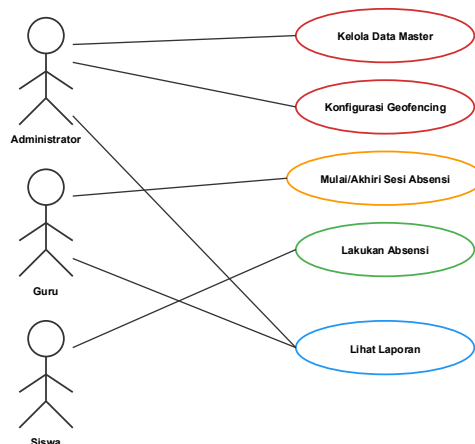 Kelola Data Master
Konfigurasi Geofencing
Administrator
Mulai/Akhiri Sesi Absensi
Lakukan Absensi
Guru
Lihat Laporan
Siswa